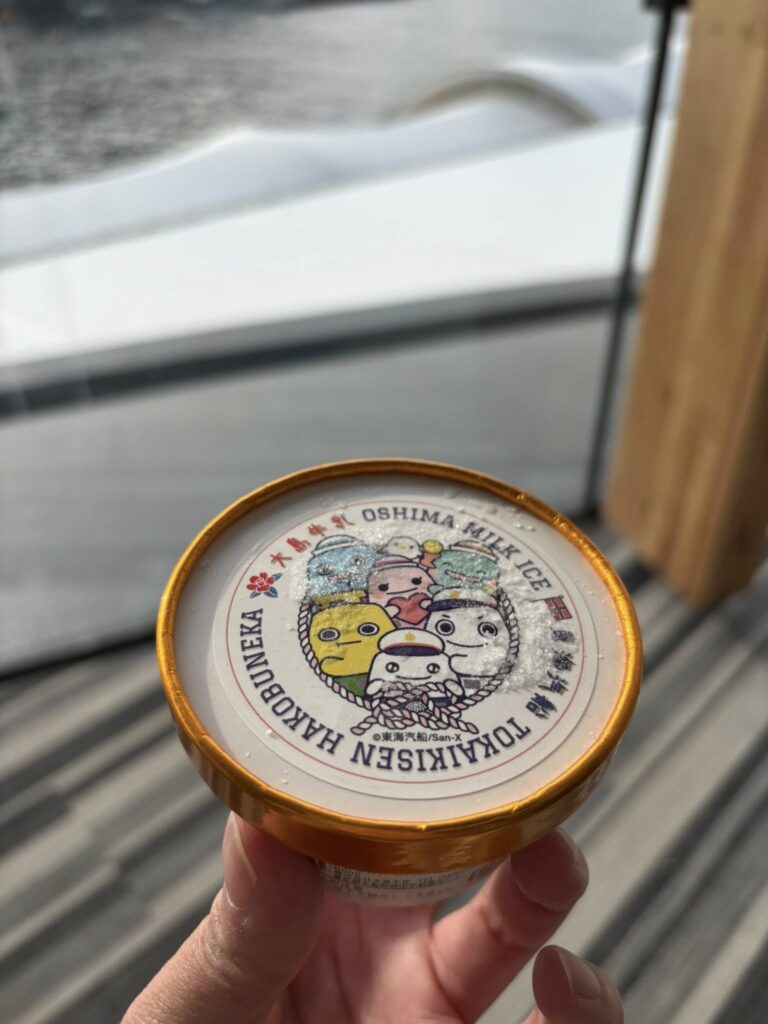 大島牛乳 OSHIMA MILK ICE
東海汽船 TOKAIKISEN HAKOBUNEKA
©東海汽船/San-X